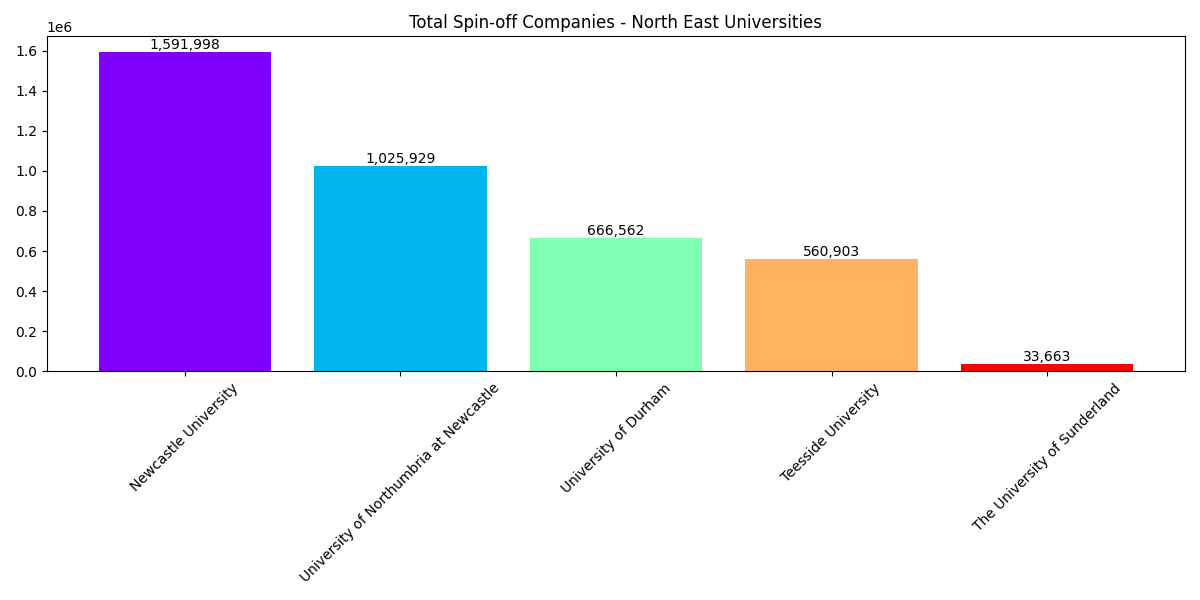 Total Spin-off Companies - North East Universities
1e6
1.6
1.4
1.2
1.0
0.8
0.6
0.4
0.2
0.0
1,591,998
1,025,929
666,562
560,903
33,663
Newcastle University
University of Northumbria at Newcastle
University of Durham
Teesside University
The University of Sunderland